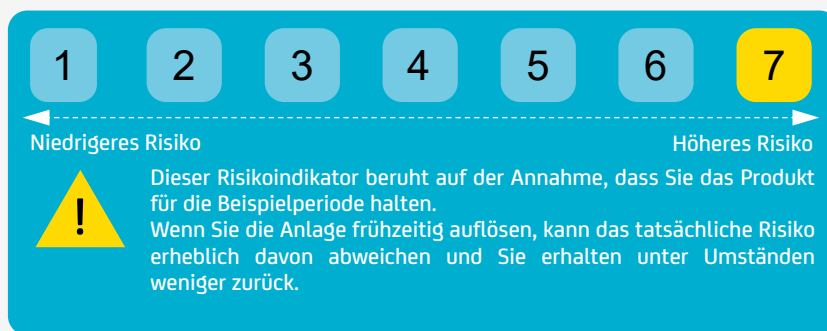 1 2 3 4 5 6 7
Niedrigeres Risiko Höheres Risiko
!
Dieser Risikoindikator beruht auf der Annahme, dass Sie das Produkt
für die Beispielperiode halten.
Wenn Sie die Anlage frühzeitig auflösen, kann das tatsächliche Risiko
erheblich davon abweichen und Sie erhalten unter Umständen
weniger zurück.